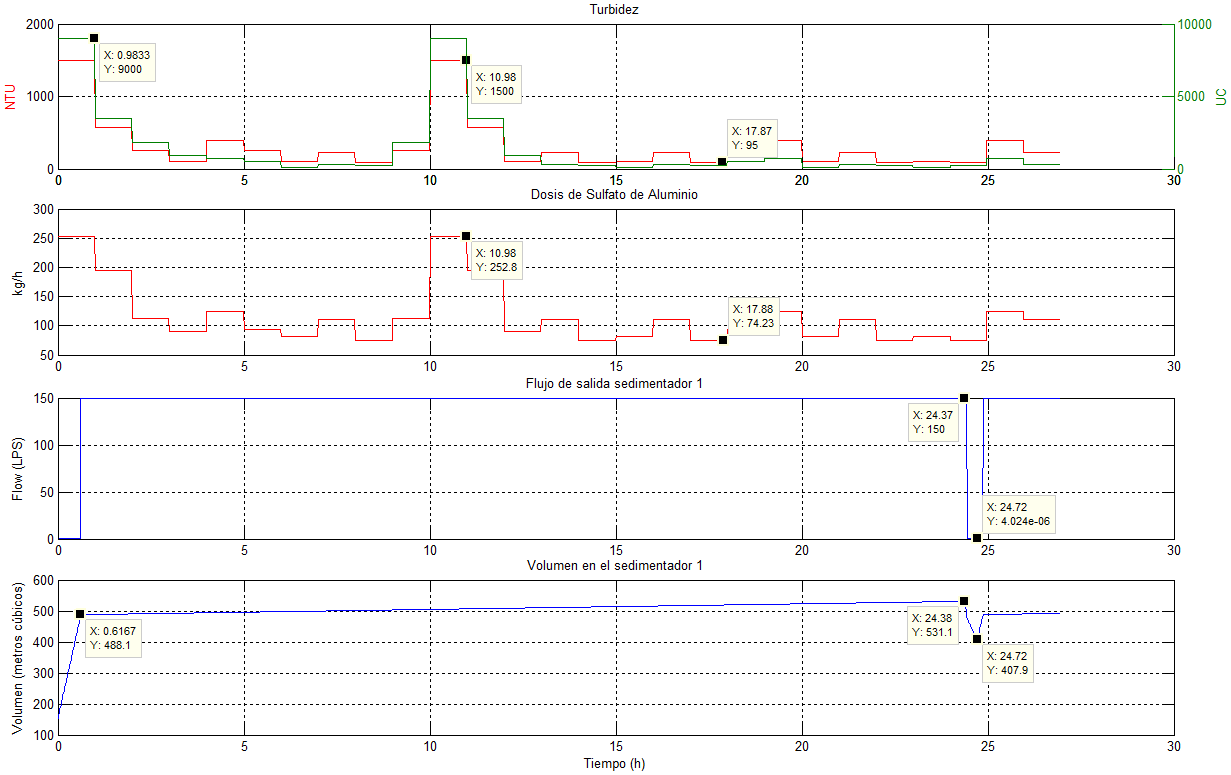 Turbidez
2000
1000
0
NTU
10000
5000
0
UC
X: 0.9833
Y: 9000
X: 10.98
Y: 1500
X: 17.87
Y: 95
0 5 10 15 20 25 30
Dosis de Sulfato de Aluminio
300
250
200
150
100
50
kg/h
X: 10.98
Y: 252.8
X: 17.88
Y: 74.23
0 5 10 15 20 25 30
Flujo de salida sedimentador 1
150
100
50
0
Flow (LPS)
X: 24.37
Y: 150
X: 24.72
Y: 4.024e-06
0 5 10 15 20 25 30
Volumen en el sedimentador 1
600
500
400
300
200
100
Volumen (metros cúbicos)
X: 0.6167
Y: 488.1
X: 24.38
Y: 531.1
X: 24.72
Y: 407.9
0 5 10 15 20 25 30
Tiempo (h)